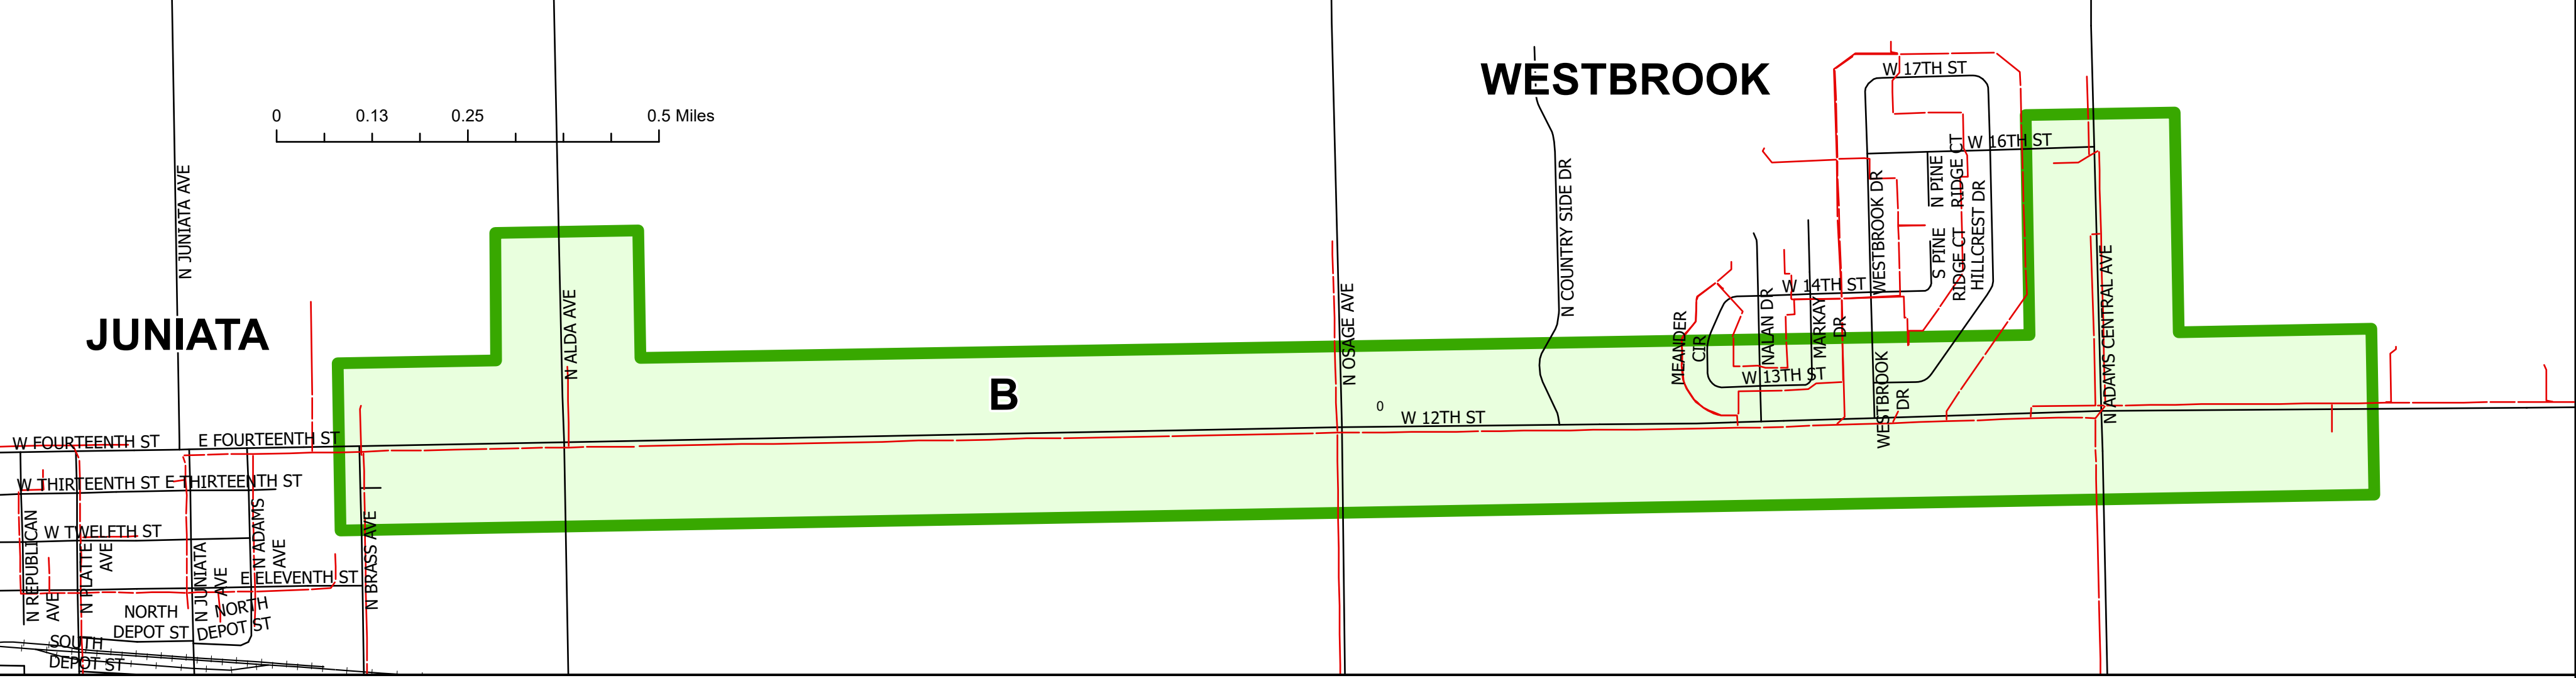 WESTBROOK
W 17TH ST
0 0.13 0.25 0.5 Miles
W 16TH ST
N JUNIATA AVE
N COUNTRY SIDE DR
WESTBROOK DR
N PINE
RIDGE CT
S PINE
RIDGE CT
HILLCREST DR
W 14TH ST
JUNIATA
N ALDA AVE
N OSAGE AVE
MEANDER
CIR
NALAN DR
MARKAY
DR
N ADAMS CENTRAL AVE
W 13TH ST
B
0
W 12TH ST
WESTBROOK
DR
W FOURTEENTH ST
E FOURTEENTH ST
W THIRTEENTH ST
E THIRTEENTH ST
W TWELFTH ST
N REPUBLICAN
AVE
N PLATTE
AVE
N JUNIATA
AVE
N ADAMS
AVE
N BRASS AVE
E ELEVENTH ST
NORTH
DEPOT ST
NORTH
DEPOT ST
SOUTH
DEPOT ST